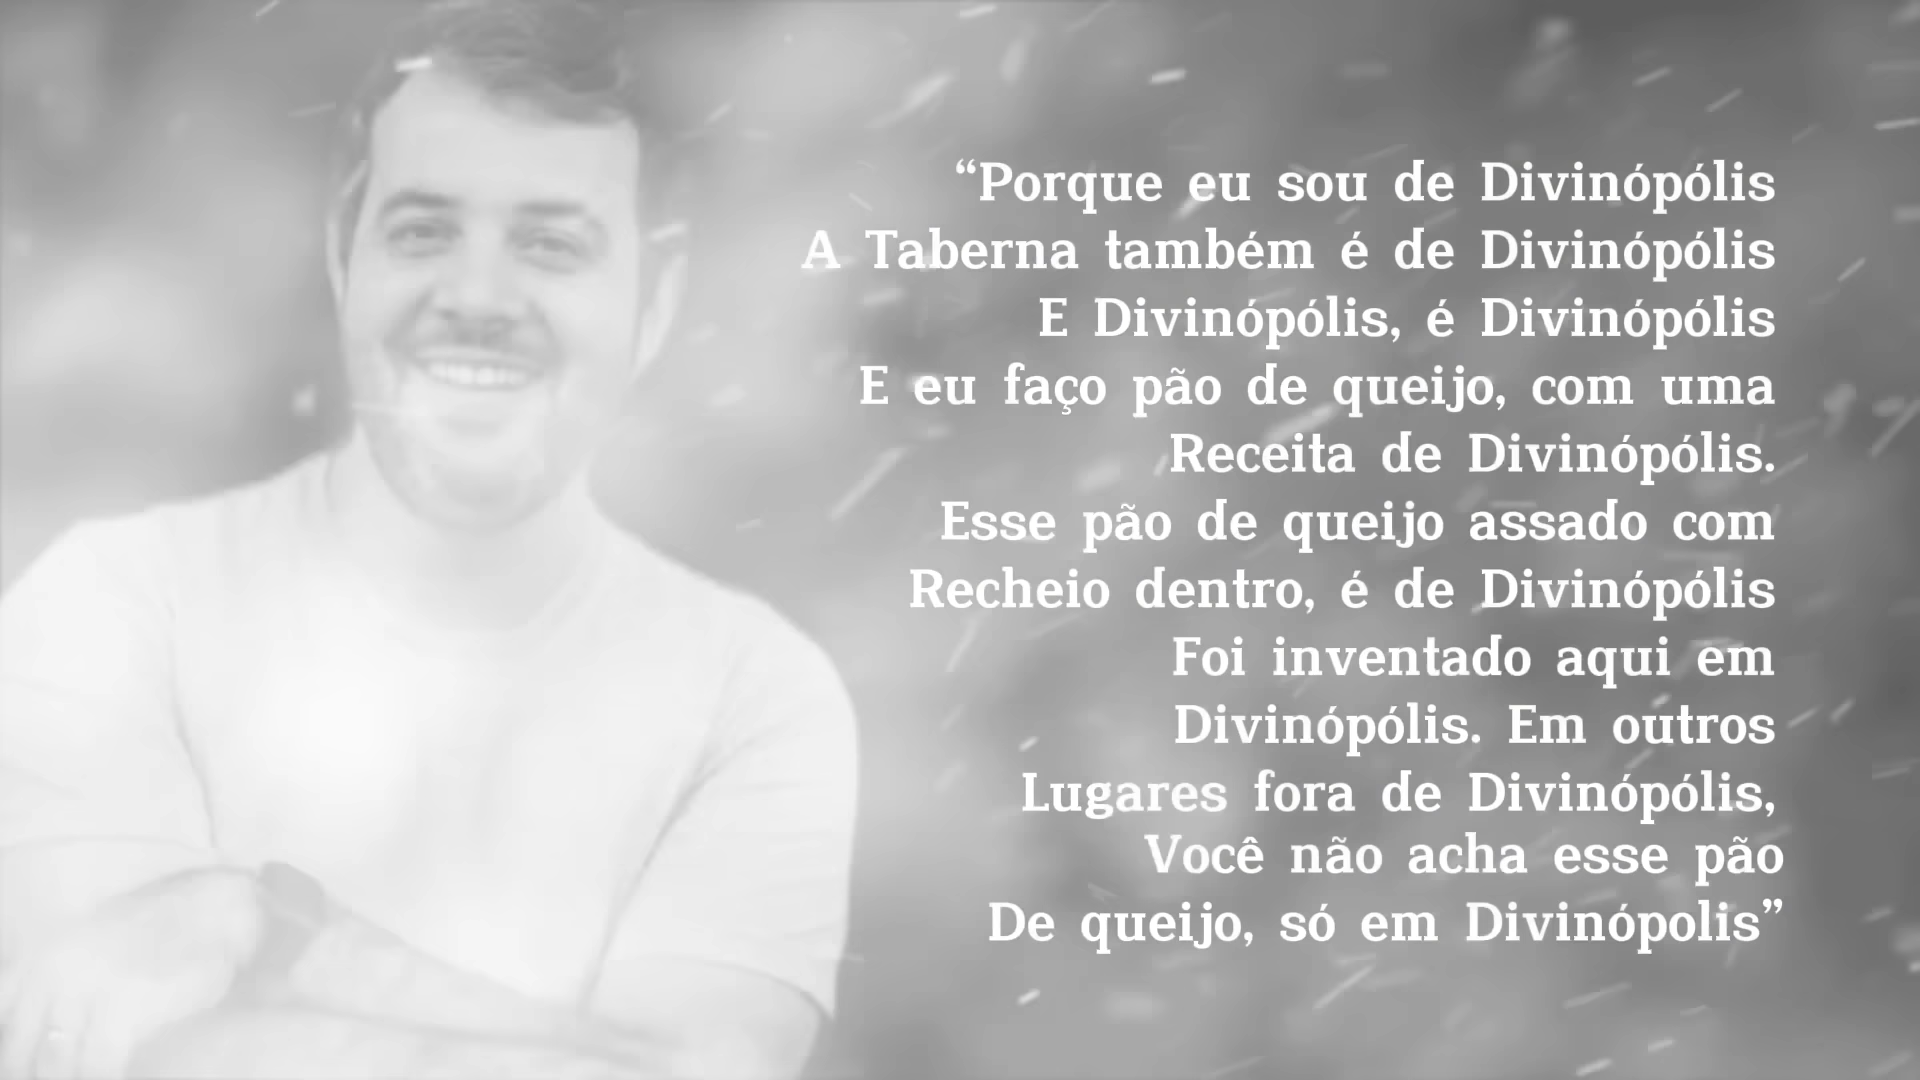 “Porque eu sou de Divinópólis
A Taberna também é de Divinópólis
E Divinópólis, é Divinópólis
E eu faço pão de queijo, com uma
Receita de Divinópólis.
Esse pão de queijo assado com
Recheio dentro, é de Divinópólis
Foi inventado aqui em
Divinópólis. Em outros
Lugares fora de Divinópólis,
Você não acha esse pão
De queijo, só em Divinópolis”